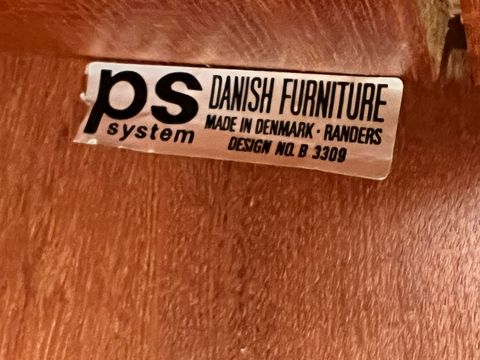 ps
system
DANISH FURNITURE
MADE IN DENMARK · RANDERS
DESIGN NO. B 3309